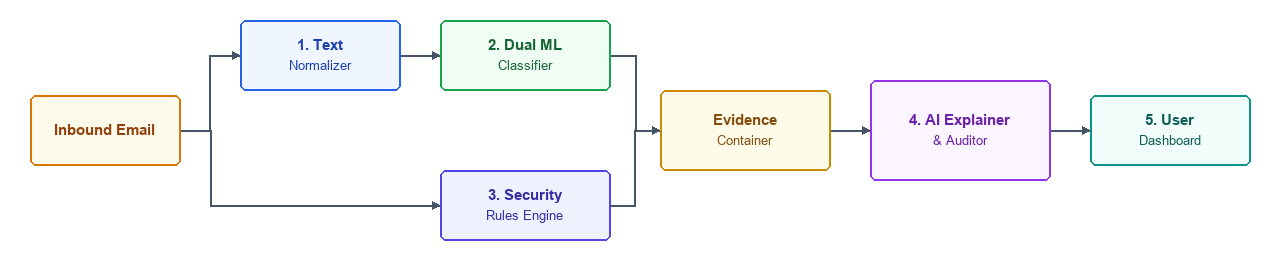 Inbound Email
1. Text
Normalizer
2. Dual ML
Classifier
3. Security
Rules Engine
Evidence
Container
4. AI Explainer
& Auditor
5. User
Dashboard